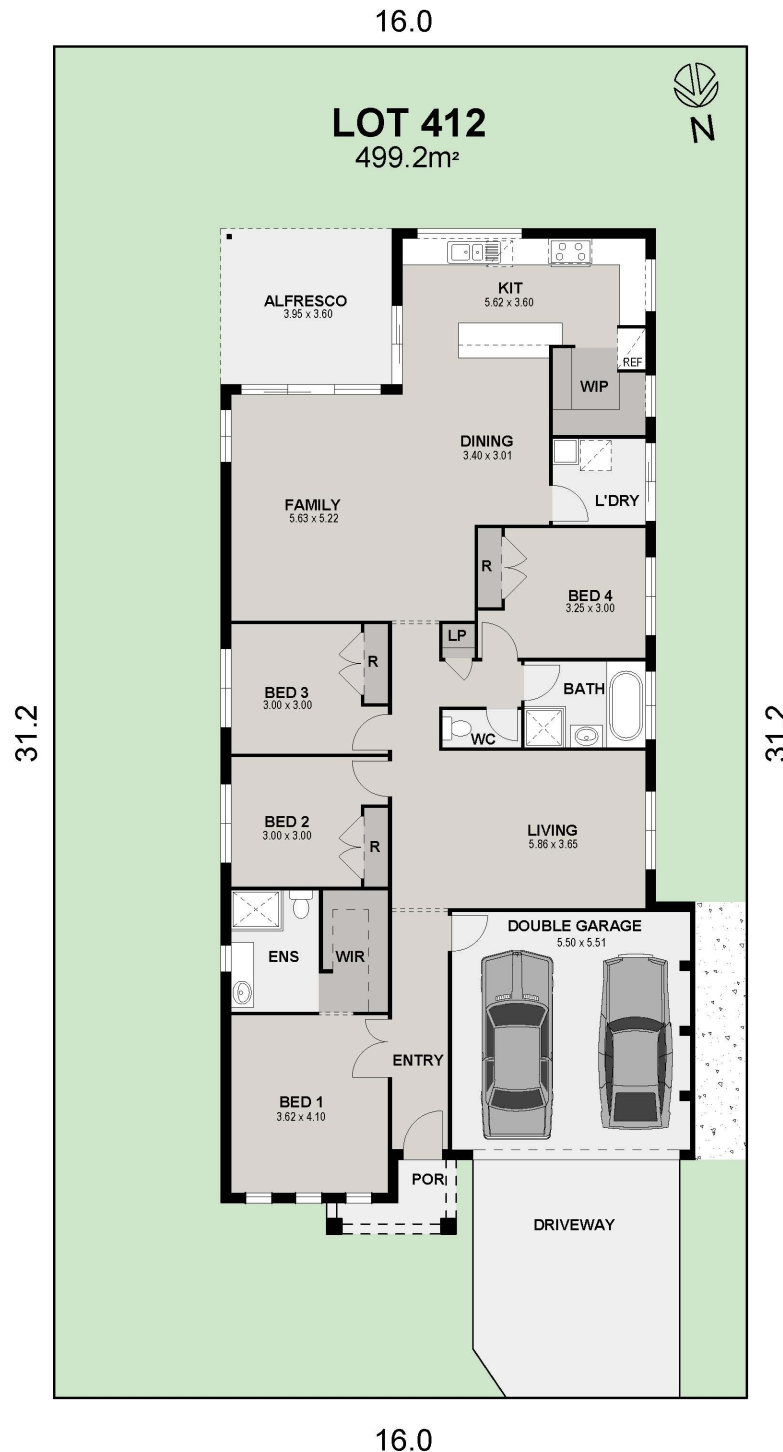 16.0
LOT 412
499.2m²
N
ALFRESCO
3.95 x 3.60
KIT
5.62 x 3.60
REF
WIP
DINING
3.40 x 3.01
L'DRY
FAMILY
5.63 x 5.22
R
BED 4
3.25 x 3.00
LP
BED 3
3.00 x 3.00
R
BATH
WC
31.2
31.2
BED 2
3.00 x 3.00
R
LIVING
5.86 x 3.65
DOUBLE GARAGE
5.50 x 5.51
ENS
WIR
ENTRY
BED 1
3.62 x 4.10
POR
DRIVEWAY
16.0